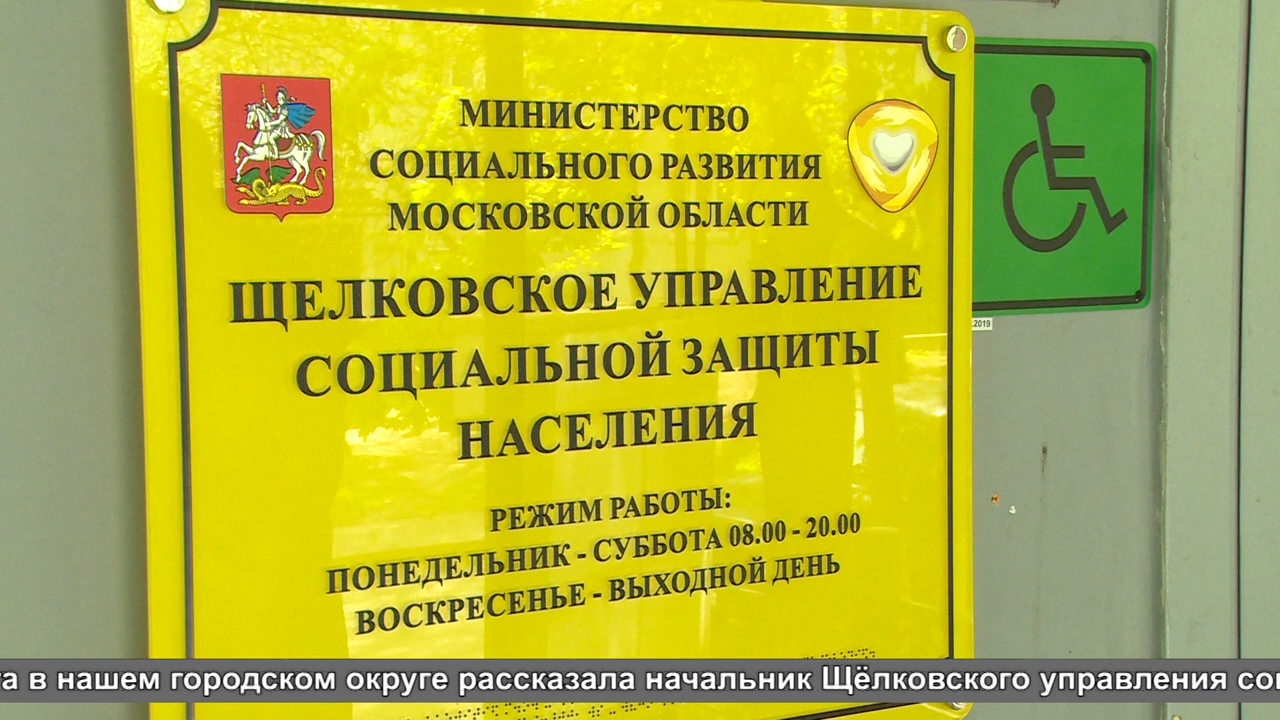 МИНИСТЕРСТВО
СОЦИАЛЬНОГО РАЗВИТИЯ
МОСКОВСКОЙ ОБЛАСТИ
ЩЕЛКОВСКОЕ УПРАВЛЕНИЕ
СОЦИАЛЬНОЙ ЗАЩИТЫ
НАСЕЛЕНИЯ
РЕЖИМ РАБОТЫ:
ПОНЕДЕЛЬНИК - СУББОТА 08.00 - 20.00
ВОСКРЕСЕНЬЕ - ВЫХОДНОЙ ДЕНЬ
.2019
в нашем городском округе рассказала начальник Щёлковского управления